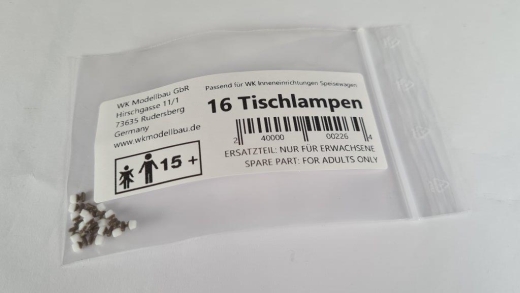 WK Modellbau GbR
Hirschgasse 11/1
73635 Rudersberg
Germany
www.wkmodellbau.de
15 +
Passend für WK Inneneinrichtungen Speisewagen
16 Tischlampen
2 40000 00226 4
ERSATZTEIL: NUR FÜR ERWACHSENE
SPARE PART: FOR ADULTS ONLY